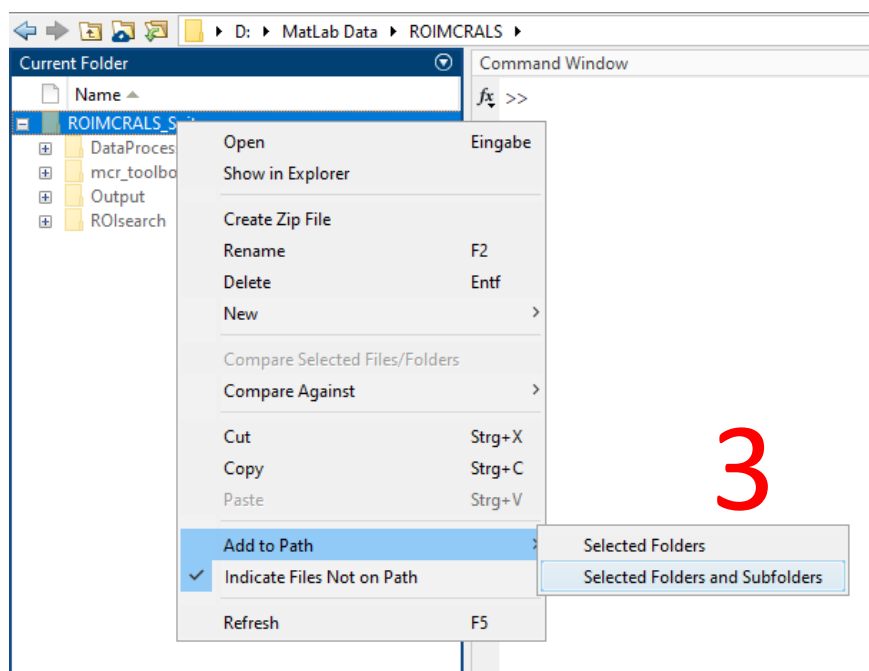 D: MatLab Data ROIMCRALS
Current Folder
Command Window
Name
fx >>
ROIMCRALS_S
DataProces
mcr_toolbo
Output
ROIsearch
Open Eingabe
Show in Explorer
Create Zip File
Rename F2
Delete Entf
New
Compare Selected Files/Folders
Compare Against
Cut Strg+X
Copy Strg+C
Paste Strg+V
3
Add to Path
Selected Folders
Indicate Files Not on Path
Selected Folders and Subfolders
Refresh F5